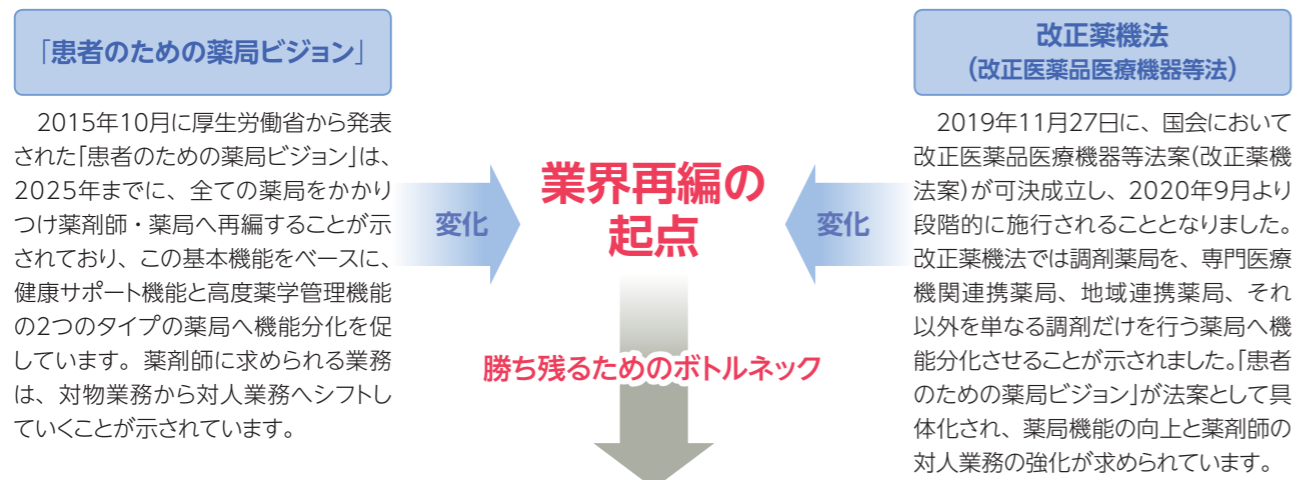 「患者のための薬局ビジョン」
2015年10月に厚生労働省から発表
された「患者のための薬局ビジョン」は、
2025年までに、全ての薬局をかかり
つけ薬剤師・薬局へ再編することが示
されており、この基本機能をベースに、
健康サポート機能と高度薬学管理機能
の2つのタイプの薬局へ機能分化を促
しています。薬剤師に求められる業務
は、対物業務から対人業務へシフトし
ていくことが示されています。
変化
業界再編の
起点
勝ち残るためのボトルネック
変化
改正薬機法
(改正医薬品医療機器等法)
2019年11月27日に、国会において
改正医薬品医療機器等法案(改正薬機
法案)が可決成立し、2020年9月より
段階的に施行されることとなりました。
改正薬機法では調剤薬局を、専門医療
機関連携薬局、地域連携薬局、それ
以外を単なる調剤だけを行う薬局へ機
能分化させることが示されました。「患者
のための薬局ビジョン」が法案として具
体化され、薬局機能の向上と薬剤師の
対人業務の強化が求められています。